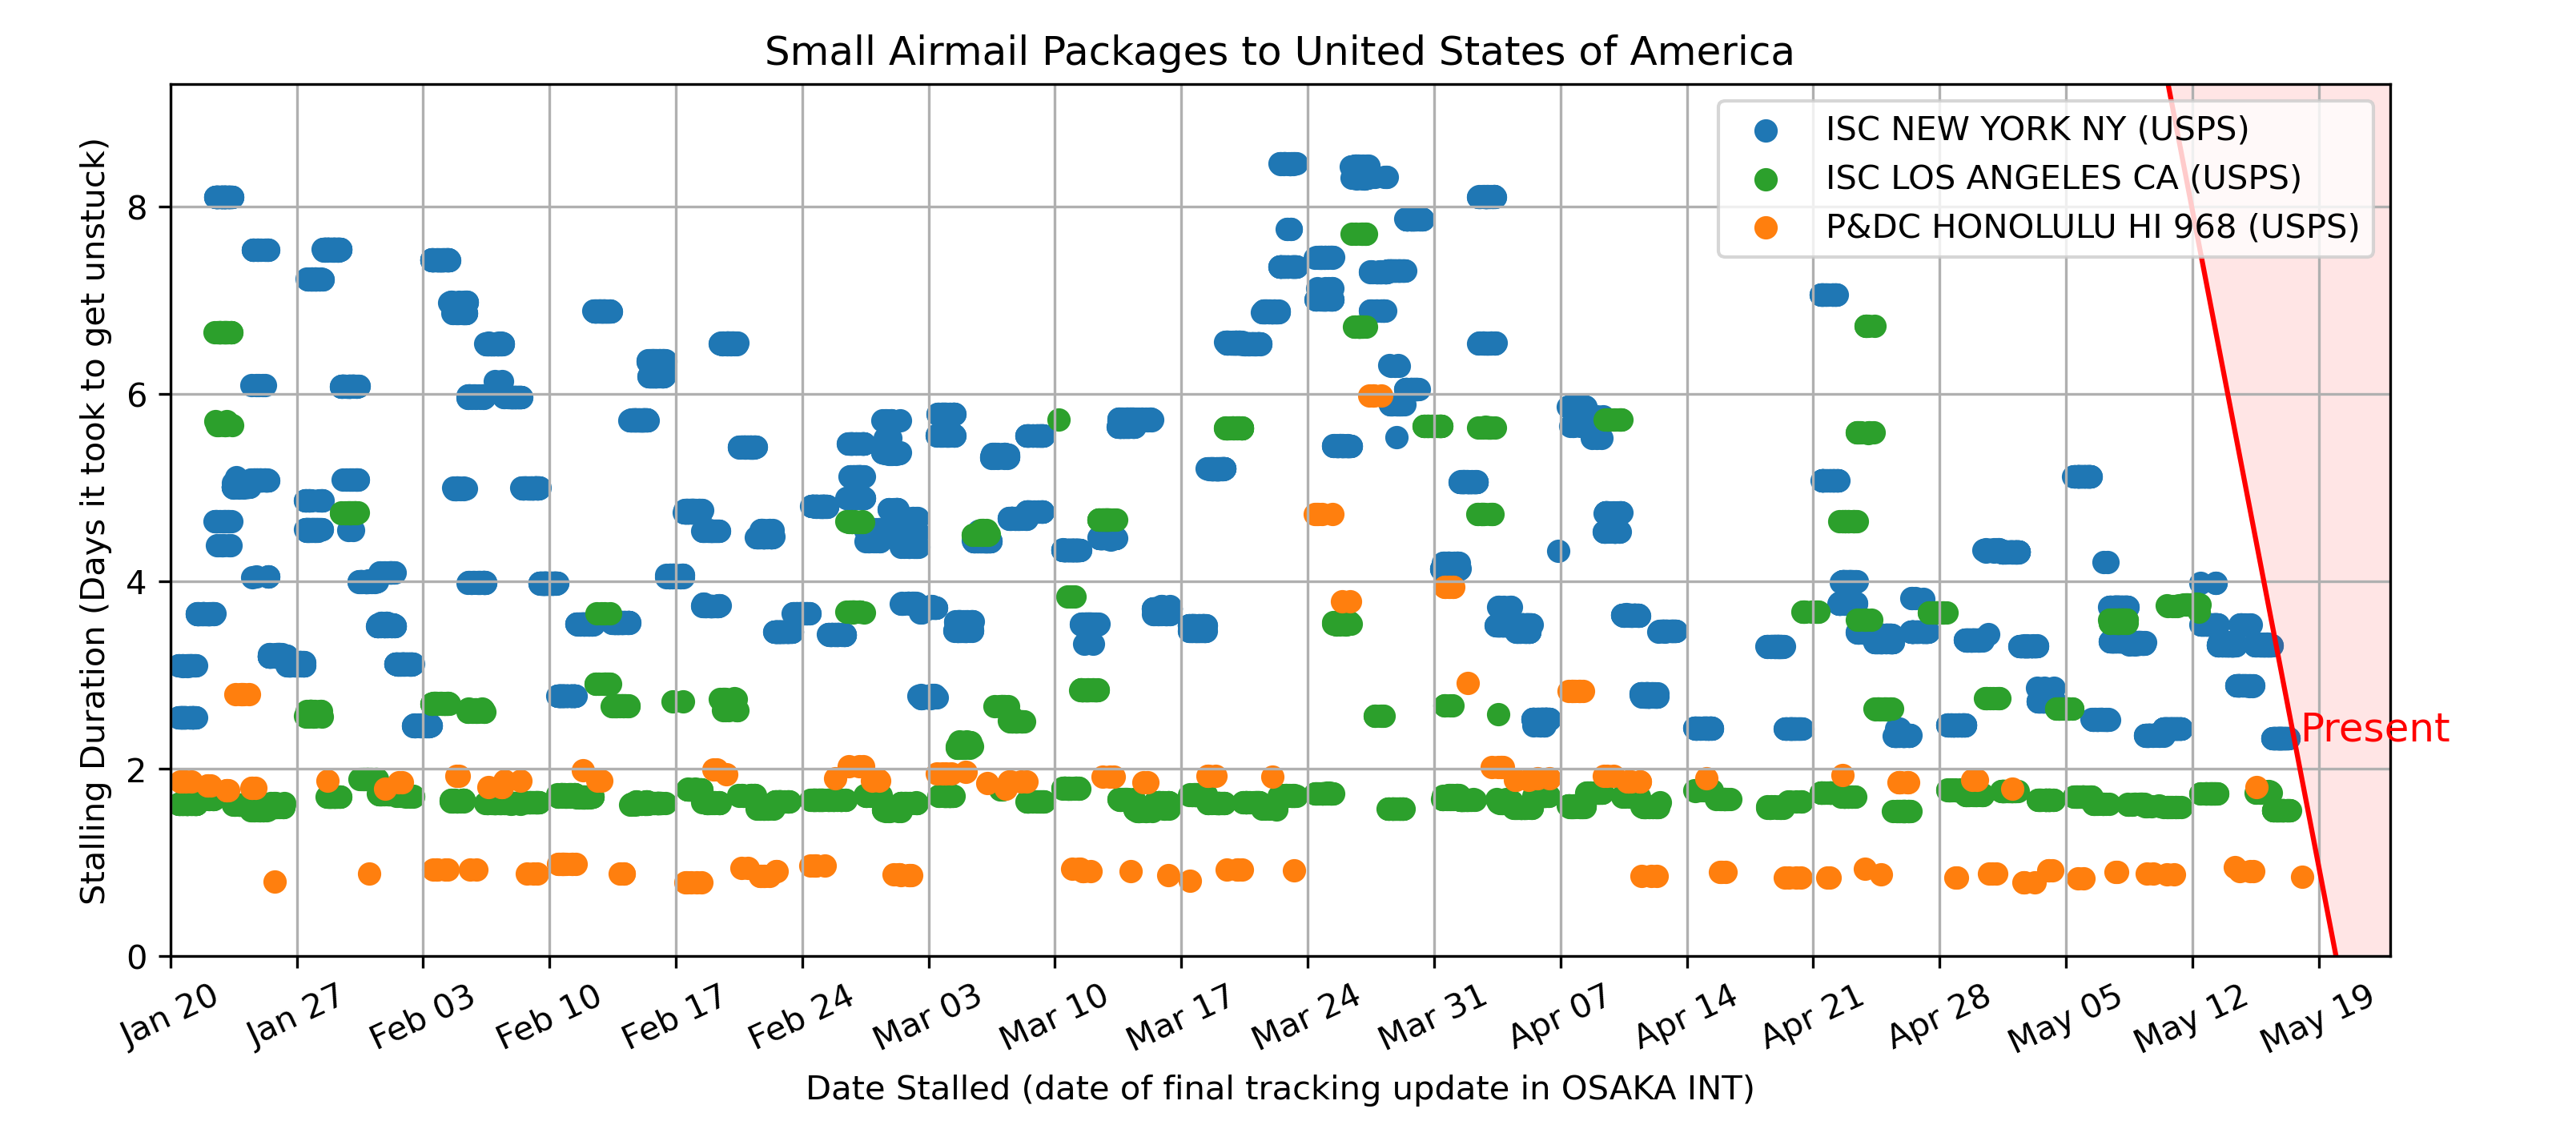 Small Airmail Packages to United States of America
ISC NEW YORK NY (USPS)
ISC LOS ANGELES CA (USPS)
P&DC HONOLULU HI 968 (USPS)
Stalling Duration (Days it took to get unstuck)
8
6
4
2
0
Present
Jan 20
Jan 27
Feb 03
Feb 10
Feb 17
Feb 24
Mar 03
Mar 10
Mar 17
Mar 24
Mar 31
Apr 07
Apr 14
Apr 21
Apr 28
May 05
May 12
May 19
Date Stalled (date of final tracking update in OSAKA INT)